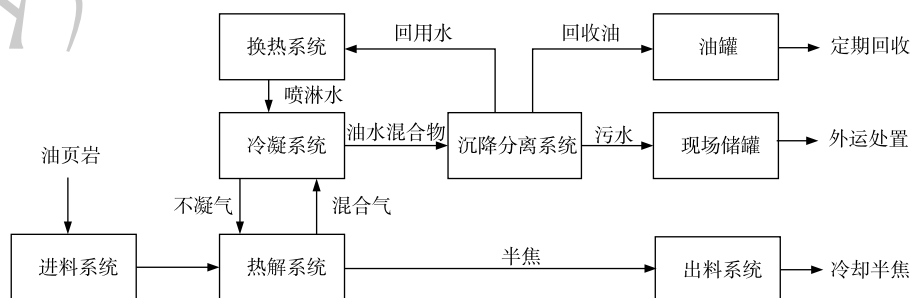 换热系统
回用水
回收油
油罐
定期回收
喷淋水
冷凝系统
油水混合物
沉降分离系统
污水
现场储罐
外运处置
油页岩
不凝气
混合气
进料系统
热解系统
半焦
出料系统
冷却半焦